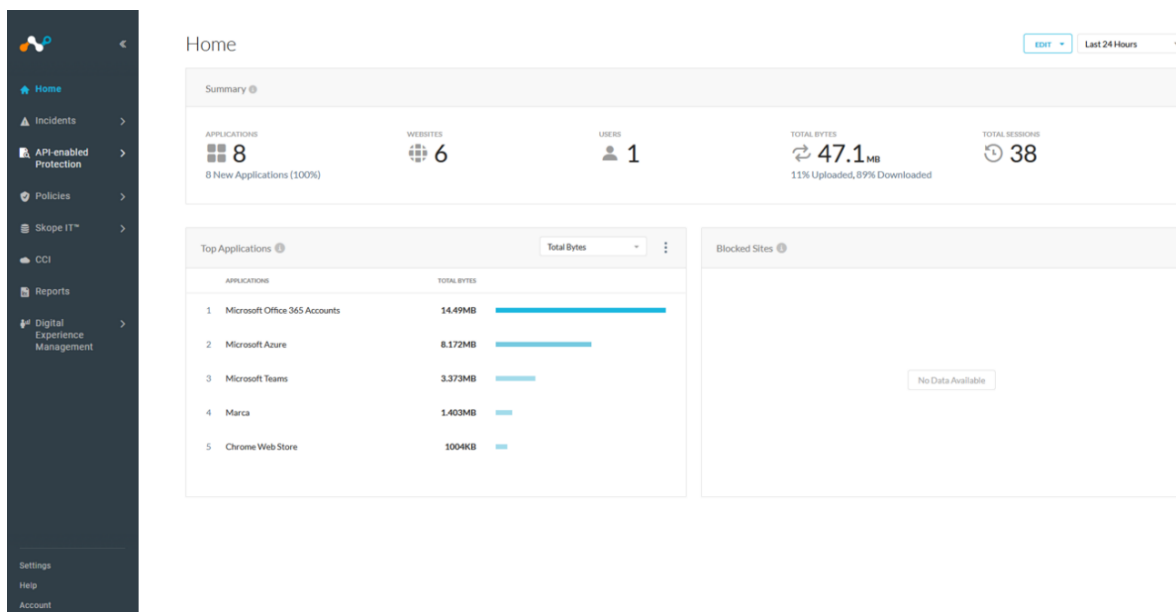 Home
EDIT
Last 24 Hours
Home
Incidents
API-enabled
Protection
Policies
Skope IT™
CCI
Reports
Digital
Experience
Management
Settings
Help
Account
Summary
APPLICATIONS
8
8 New Applications (100%)
WEBSITES
6
USERS
1
TOTAL BYTES
47.1 MB
11% Uploaded, 89% Downloaded
TOTAL SESSIONS
38
Top Applications
Total Bytes
APPLICATIONS TOTAL BYTES
1 Microsoft Office 365 Accounts 14.49MB
2 Microsoft Azure 8.172MB
3 Microsoft Teams 3.373MB
4 Marca 1.403MB
5 Chrome Web Store 1004KB
Blocked Sites
No Data Available